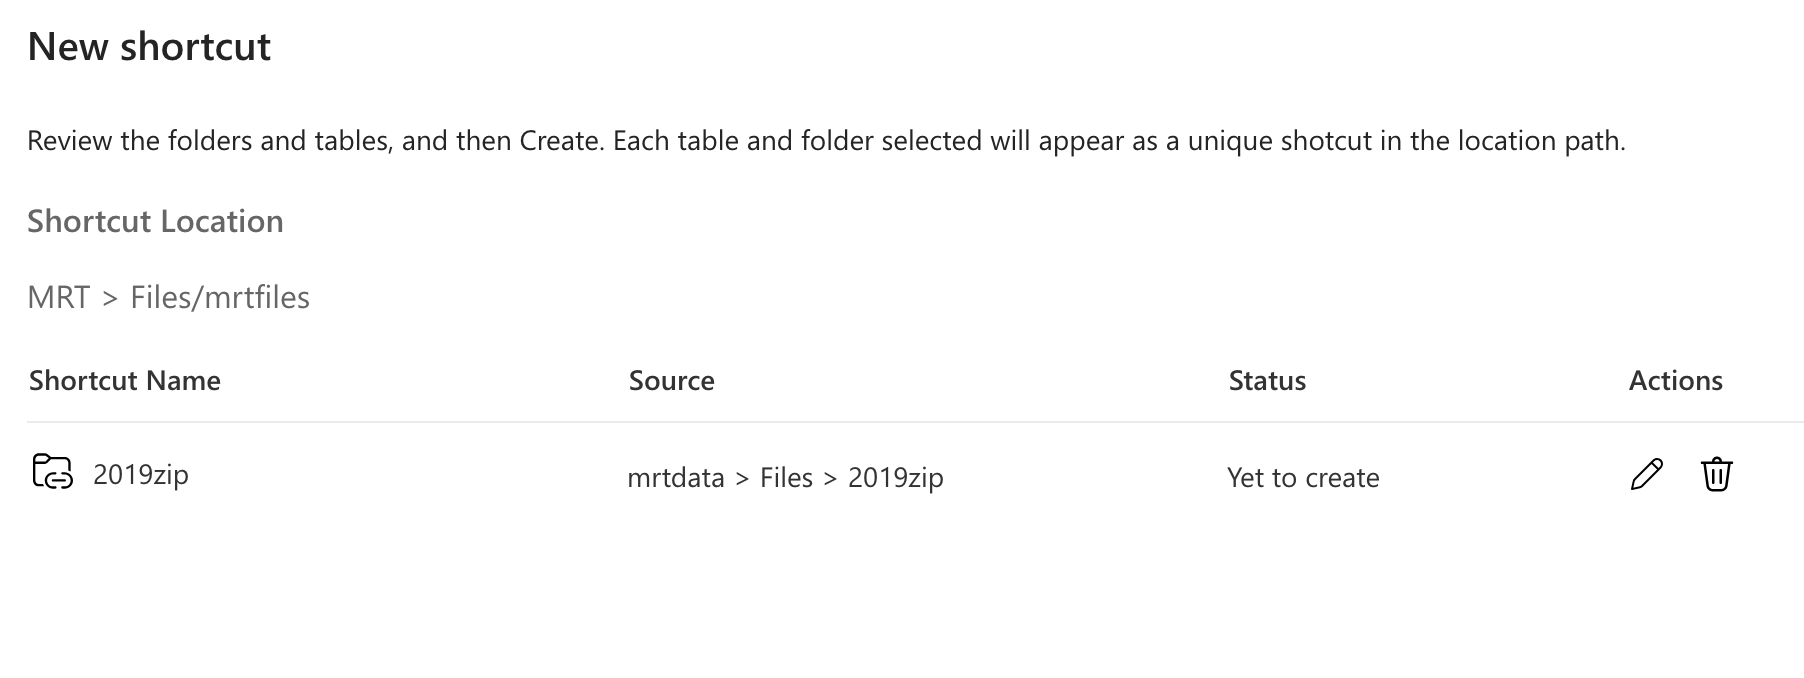 New shortcut
Review the folders and tables, and then Create. Each table and folder selected will appear as a unique shotcut in the location path.
Shortcut Location
MRT > Files/mrtfiles
Shortcut Name Source Status Actions
2019zip mrtdata > Files > 2019zip Yet to create